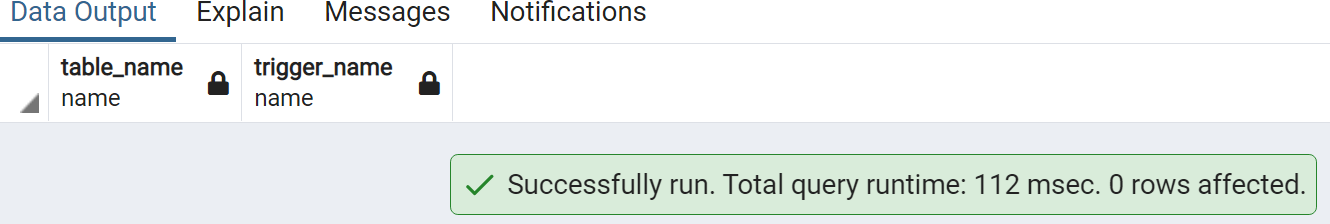 Data Output Explain Messages Notifications
table_name trigger_name
name name
Successfully run. Total query runtime: 112 msec. 0 rows affected.